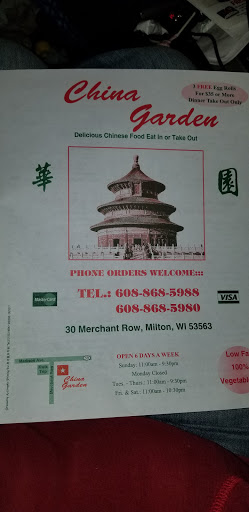 China
Garden
3 FREE Egg Rolls
For $35 or More
Dinner Take Out Only
Delicious Chinese Food Eat In or Take Out
華
園
PHONE ORDERS WELCOME:::
TEL.: 608-868-5988
608-868-5980
MasterCard
VISA
30 Merchant Row, Milton, WI 53563
OPEN 6 DAYS A WEEK
Sunday: 11:00am - 9:30pm
Monday Closed
Tues. - Thurs.: 11:00am - 9:30pm
Fri. & Sat.: 11:00am - 10:30pm
China
Garden
Low Fa
100%
Vegetable